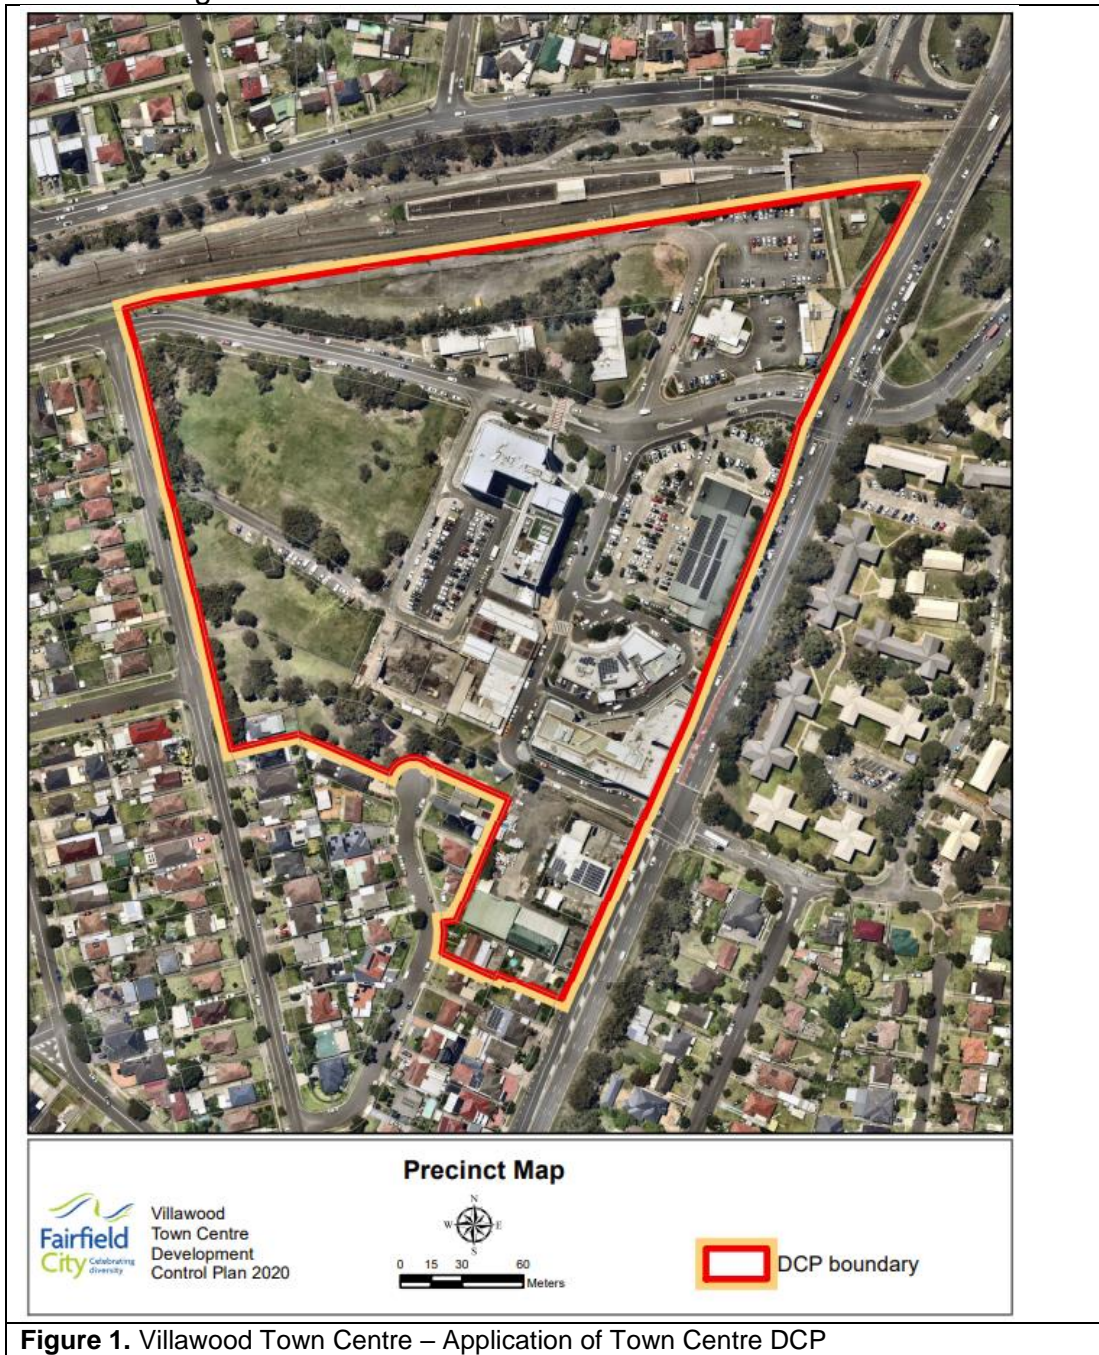 Precinct Map
Fairfield
City Celebrating
diversity
Villawood
Town Centre
Development
Control Plan 2020
N
W E
S
0 15 30 60
Meters
DCP boundary
Figure 1. Villawood Town Centre – Application of Town Centre DCP